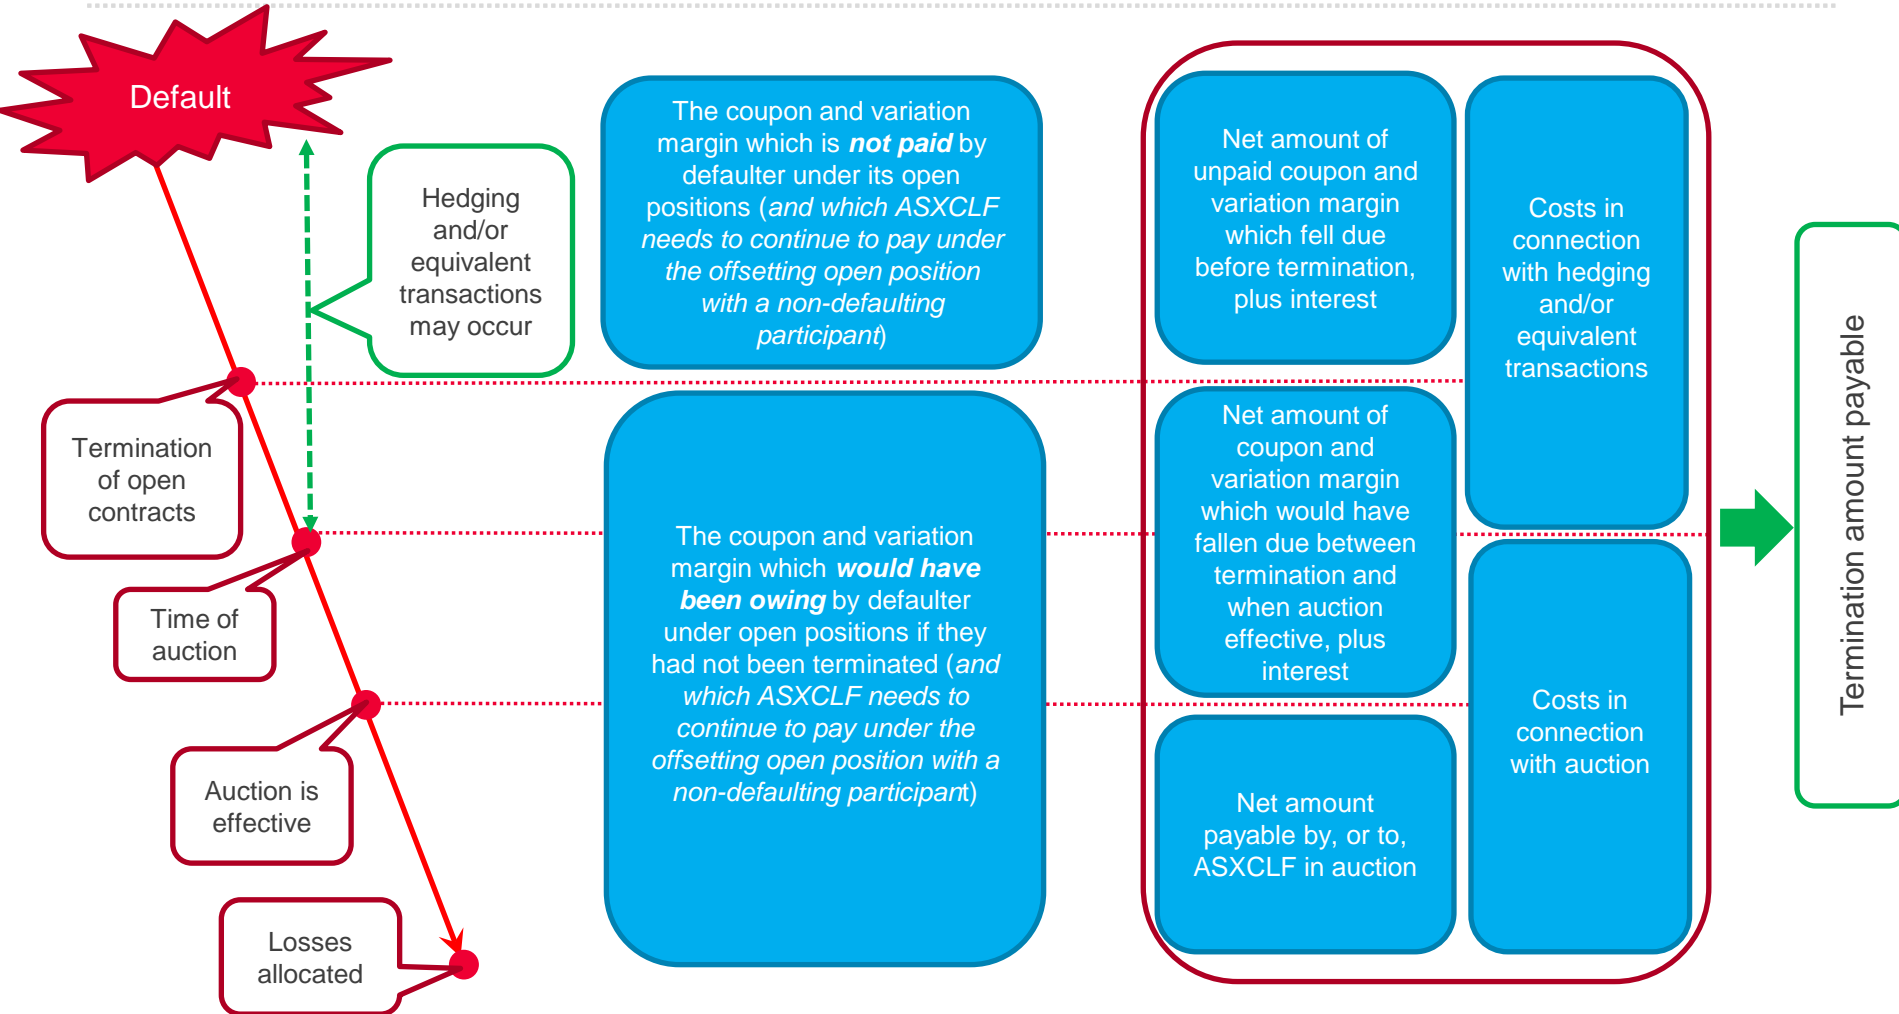 Default
Hedging
and/or
equivalent
transactions
may occur
Termination
of open
contracts
Time of
auction
Auction is
effective
Losses
allocated
The coupon and variation
margin which is not paid by
defaulter under its open
positions (and which ASXCLF
needs to continue to pay under
the offsetting open position
with a non-defaulting
participant)
The coupon and variation
margin which would have
been owing by defaulter
under open positions if they
had not been terminated (and
which ASXCLF needs to
continue to pay under the
offsetting open position with a
non-defaulting participant)
Net amount of
unpaid coupon and
variation margin
which fell due
before termination,
plus interest
Net amount of
coupon and
variation margin
which would have
fallen due between
termination and
when auction
effective, plus
interest
Net amount
payable by, or to,
ASXCLF in auction
Costs in
connection
with hedging
and/or
equivalent
transactions
Costs in
connection
with auction
Termination amount payable